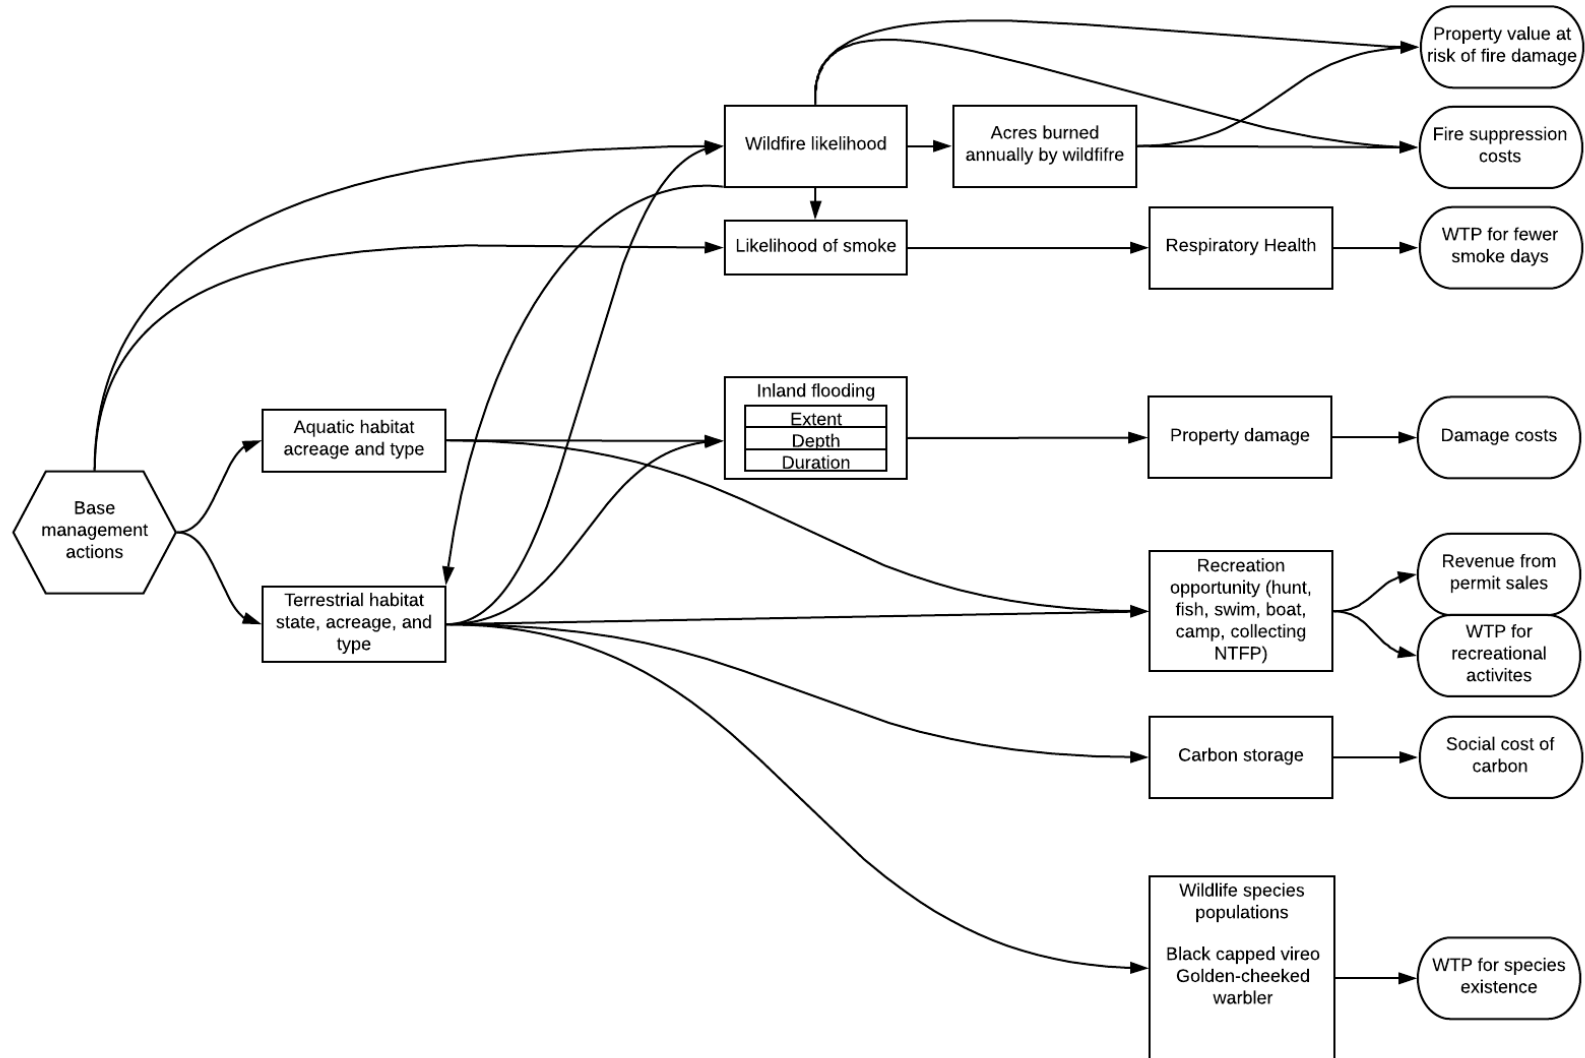 Property value at
risk of fire damage
Wildfire likelihood
Acres burned
annually by wildfifre
Fire suppression
costs
Likelihood of smoke
Respiratory Health
WTP for fewer
smoke days
Inland flooding
Extent
Depth
Duration
Aquatic habitat
acreage and type
Property damage
Damage costs
Base
management
actions
Terrestrial habitat
state, acreage, and
type
Recreation
opportunity (hunt,
fish, swim, boat,
camp, collecting
NTFP)
Revenue from
permit sales
WTP for
recreational
activites
Carbon storage
Social cost of
carbon
Wildlife species
populations
Black capped vireo
Golden-cheeked
warbler
WTP for species
existence